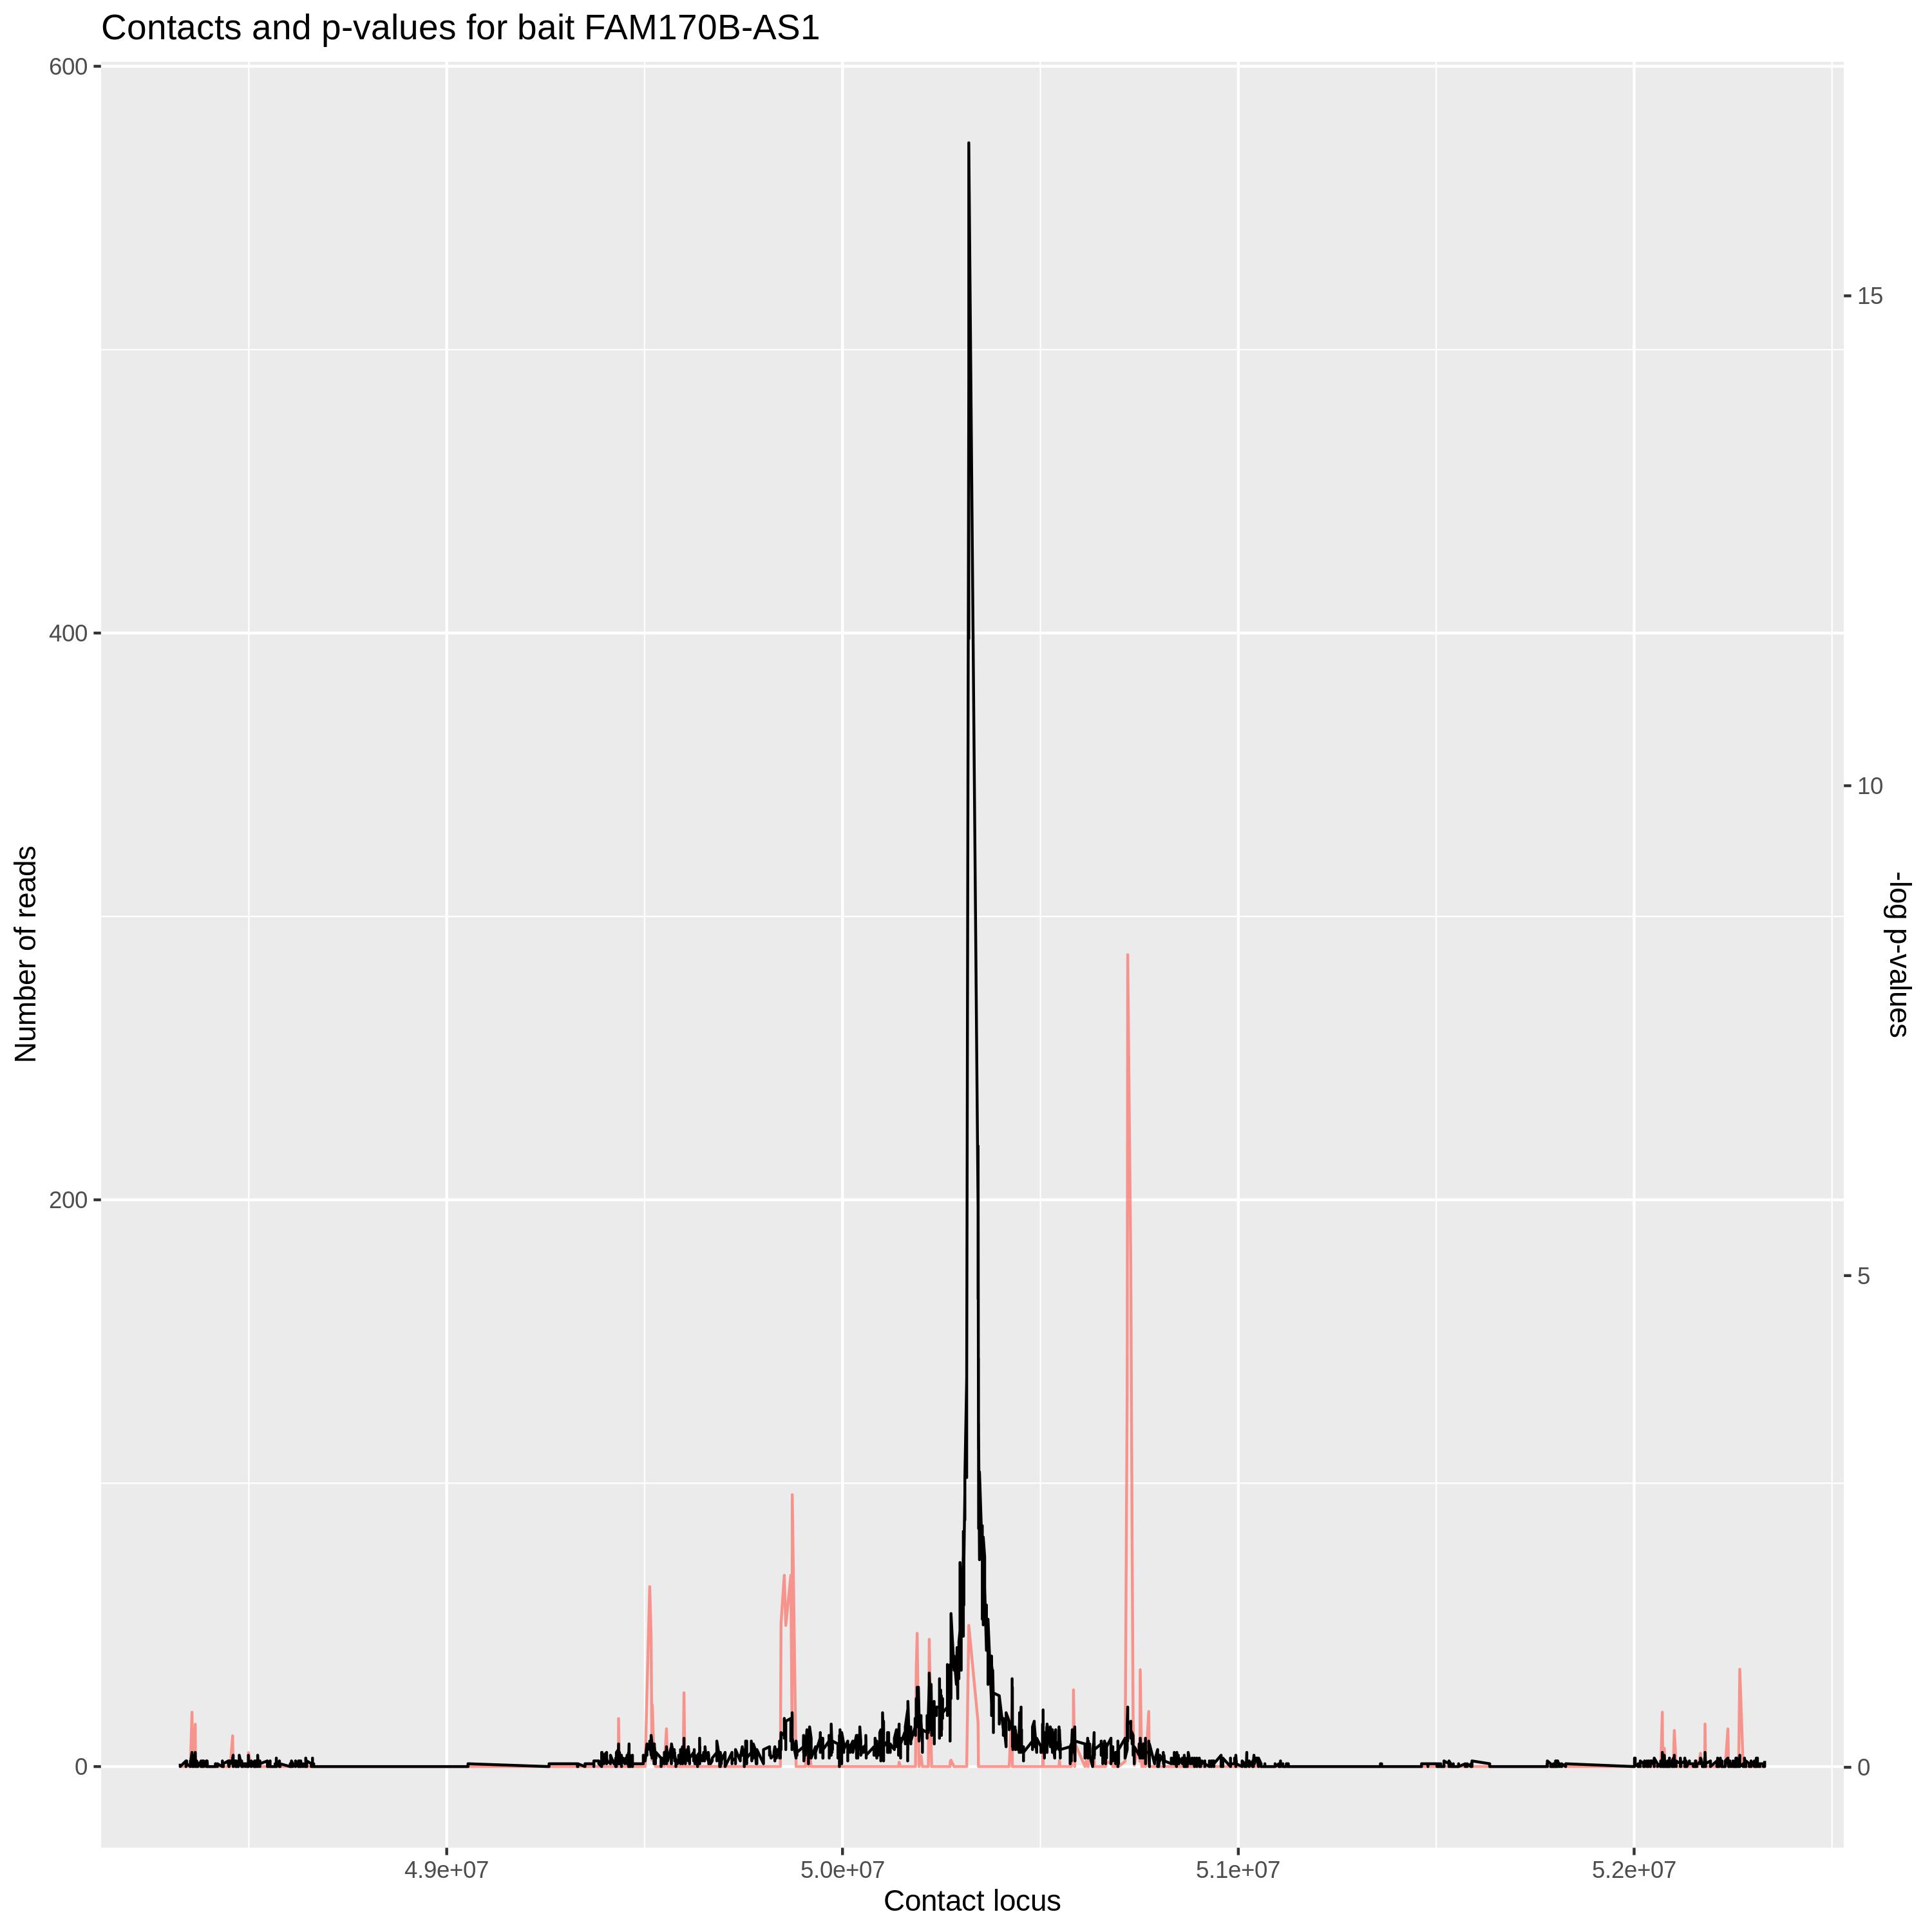 Contacts and p-values for bait FAM170B-AS1
600
400
200
0
15
10
5
0
Number of reads
-log p-values
4.9e+07 5.0e+07 5.1e+07 5.2e+07
Contact locus